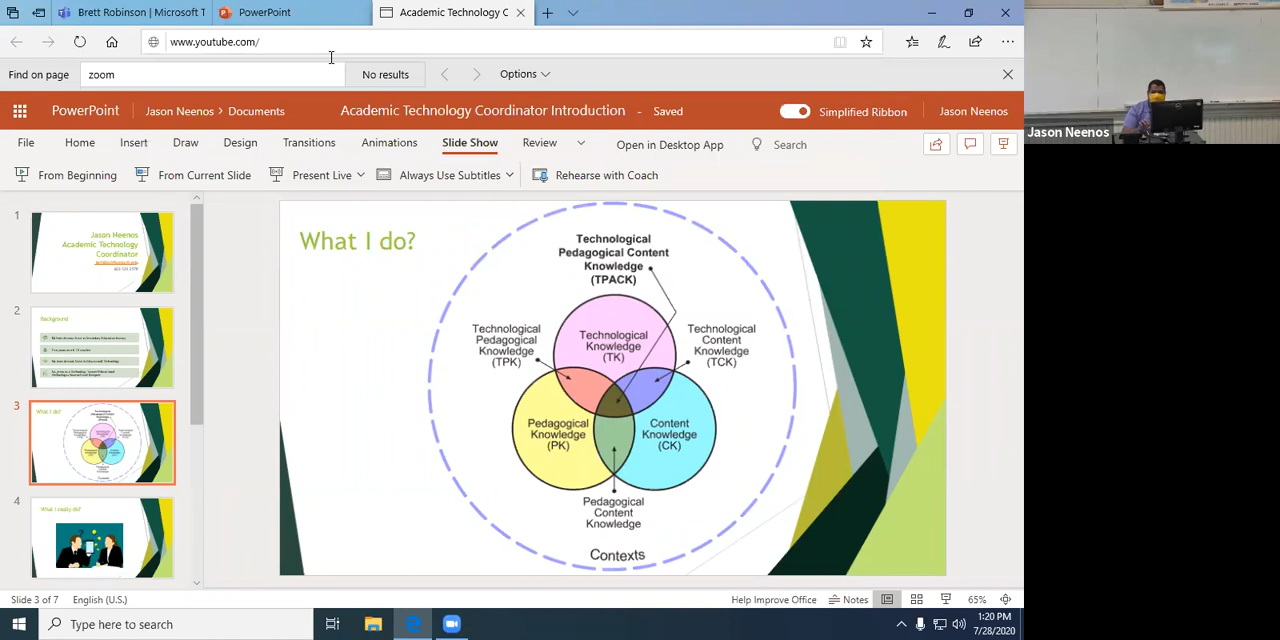 Brett Robinson | Microsoft T
PowerPoint
Academic Technology C
www.youtube.com/
Find on page
zoom
No results
Options
PowerPoint
Jason Neenos > Documents
Academic Technology Coordinator Introduction - Saved
Simplified Ribbon
Jason Neenos
File
Home
Insert
Draw
Design
Transitions
Animations
Slide Show
Review
Open in Desktop App
Search
From Beginning
From Current Slide
Present Live
Always Use Subtitles
Rehearse with Coach
1
Jason Neenos
Academic Technology
Coordinator
2
Background
3
What I do?
4
What I really do?
What I do?
Technological
Pedagogical Content
Knowledge
(TPACK)
Technological
Pedagogical
Knowledge
(TPK)
Technological
Knowledge
(TK)
Technological
Content
Knowledge
(TCK)
Pedagogical
Knowledge
(PK)
Content
Knowledge
(CK)
Pedagogical
Content
Knowledge
Contexts
Jason Neenos
Slide 3 of 7
English (U.S.)
Help Improve Office
Notes
65%
Type here to search
1:20 PM
7/28/2020